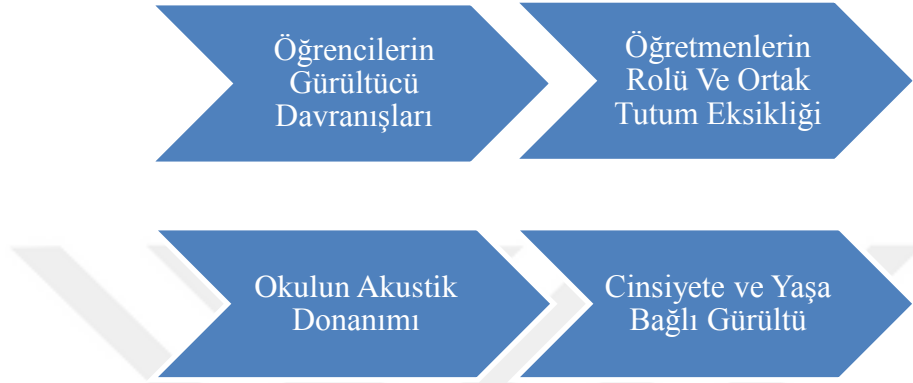 Öğrencilerin
Gürültücü
Davranışları
Öğretmenlerin
Rolü Ve Ortak
Tutum Eksikliği
Okulun Akustik
Donanımı
Cinsiyete ve Yaşa
Bağlı Gürültü